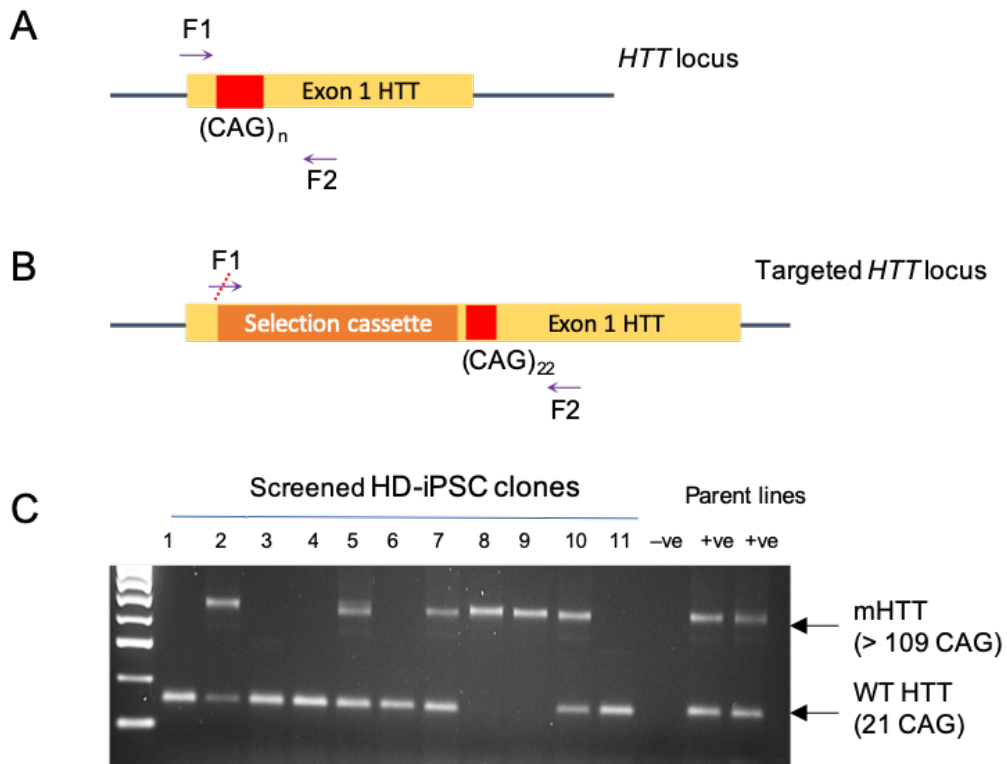 A
F1
HTT locus
Exon 1 HTT
(CAG)n
F2
B
F1
Targeted HTT locus
Selection cassette
Exon 1 HTT
(CAG)22
F2
C
Screened HD-iPSC clones
Parent lines
1 2 3 4 5 6 7 8 9 10 11 –ve +ve +ve
mHTT
(> 109 CAG)
WT HTT
(21 CAG)